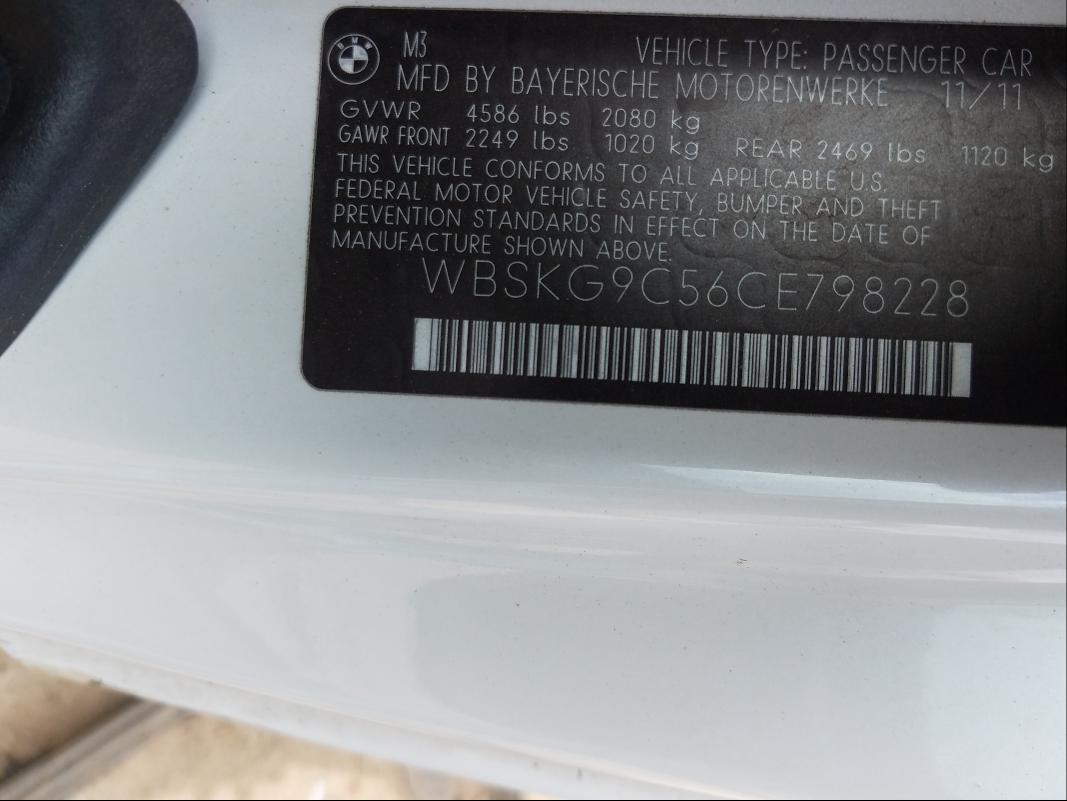 BMW
M3 VEHICLE TYPE: PASSENGER CAR
MFD BY BAYERISCHE MOTORENWERKE 11/11
GVWR 4586 lbs 2080 kg
GAWR FRONT 2249 lbs 1020 kg REAR 2469 lbs 1120 kg
THIS VEHICLE CONFORMS TO ALL APPLICABLE U.S.
FEDERAL MOTOR VEHICLE SAFETY, BUMPER AND THEFT
PREVENTION STANDARDS IN EFFECT ON THE DATE OF
MANUFACTURE SHOWN ABOVE.
WBSKG9C56CE798228